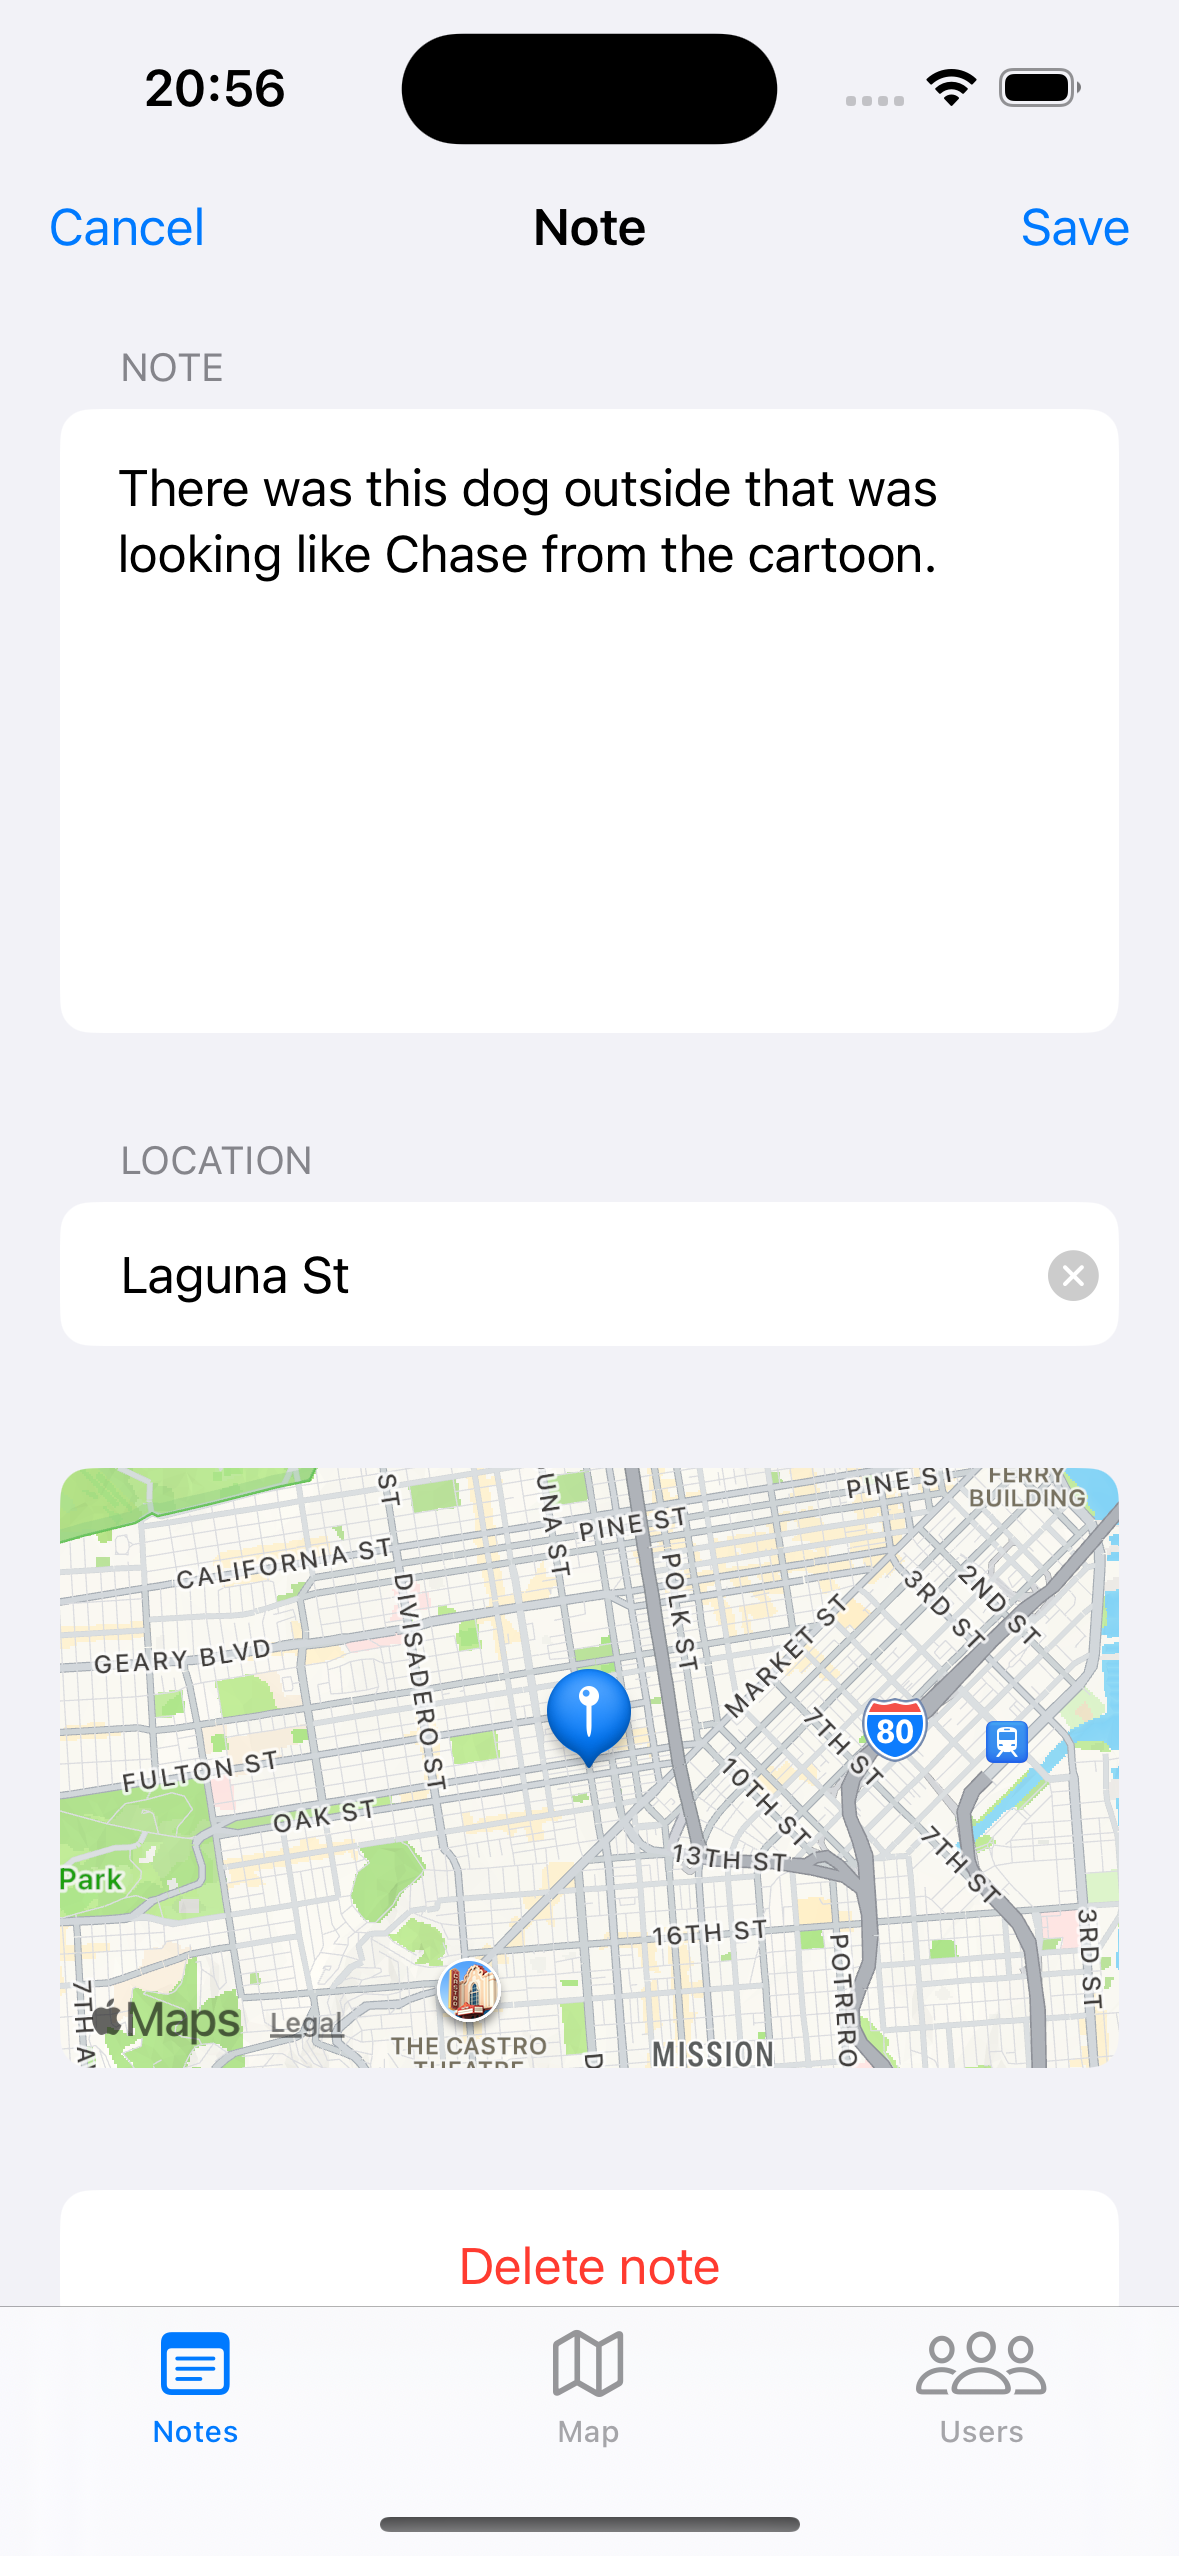 20:56
Cancel
Note
Save
NOTE
There was this dog outside that was
looking like Chase from the cartoon.
LOCATION
Laguna St
ST
UNA ST
PINE ST
PINE ST
FERRY
BUILDING
CALIFORNIA ST
DIVISADERO ST
POLK ST
3RD ST
2ND ST
GEARY BLVD
MARKET ST
7TH ST
80
FULTON ST
10TH ST
OAK ST
13TH ST
7TH ST
Park
16TH ST
POTRERO
3RD ST
7TH AV
Maps
Legal
CASTRO
THE CASTRO
THEATRE
D
MISSION
Delete note
Notes
Map
Users